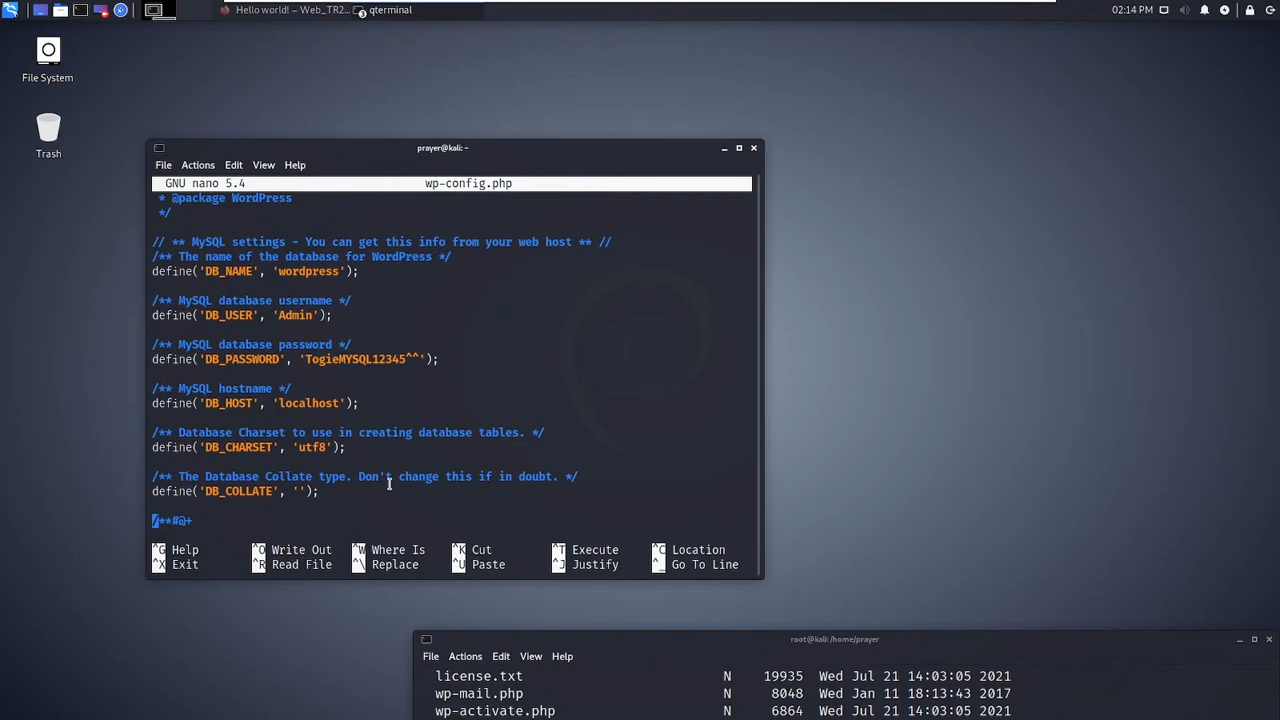 Hello world! – Web_TR2...
qterminal
02:14 PM
File System
Trash
prayer@kali: ~
File Actions Edit View Help
GNU nano 5.4 wp-config.php
* @package WordPress
*/
// ** MySQL settings - You can get this info from your web host ** //
/** The name of the database for WordPress */
define('DB_NAME', 'wordpress');
/** MySQL database username */
define('DB_USER', 'Admin');
/** MySQL database password */
define('DB_PASSWORD', 'TogieMYSQL12345^^');
/** MySQL hostname */
define('DB_HOST', 'localhost');
/** Database Charset to use in creating database tables. */
define('DB_CHARSET', 'utf8');
/** The Database Collate type. Don't change this if in doubt. */
define('DB_COLLATE', '');
/**#@+
^G Help ^O Write Out ^W Where Is ^K Cut ^T Execute ^C Location
^X Exit ^R Read File ^\ Replace ^U Paste ^J Justify ^_ Go To Line
root@kali: /home/prayer
File Actions Edit View Help
license.txt N 19935 Wed Jul 21 14:03:05 2021
wp-mail.php N 8048 Wed Jan 11 18:13:43 2017
wp-activate.php N 6864 Wed Jul 21 14:03:05 2021